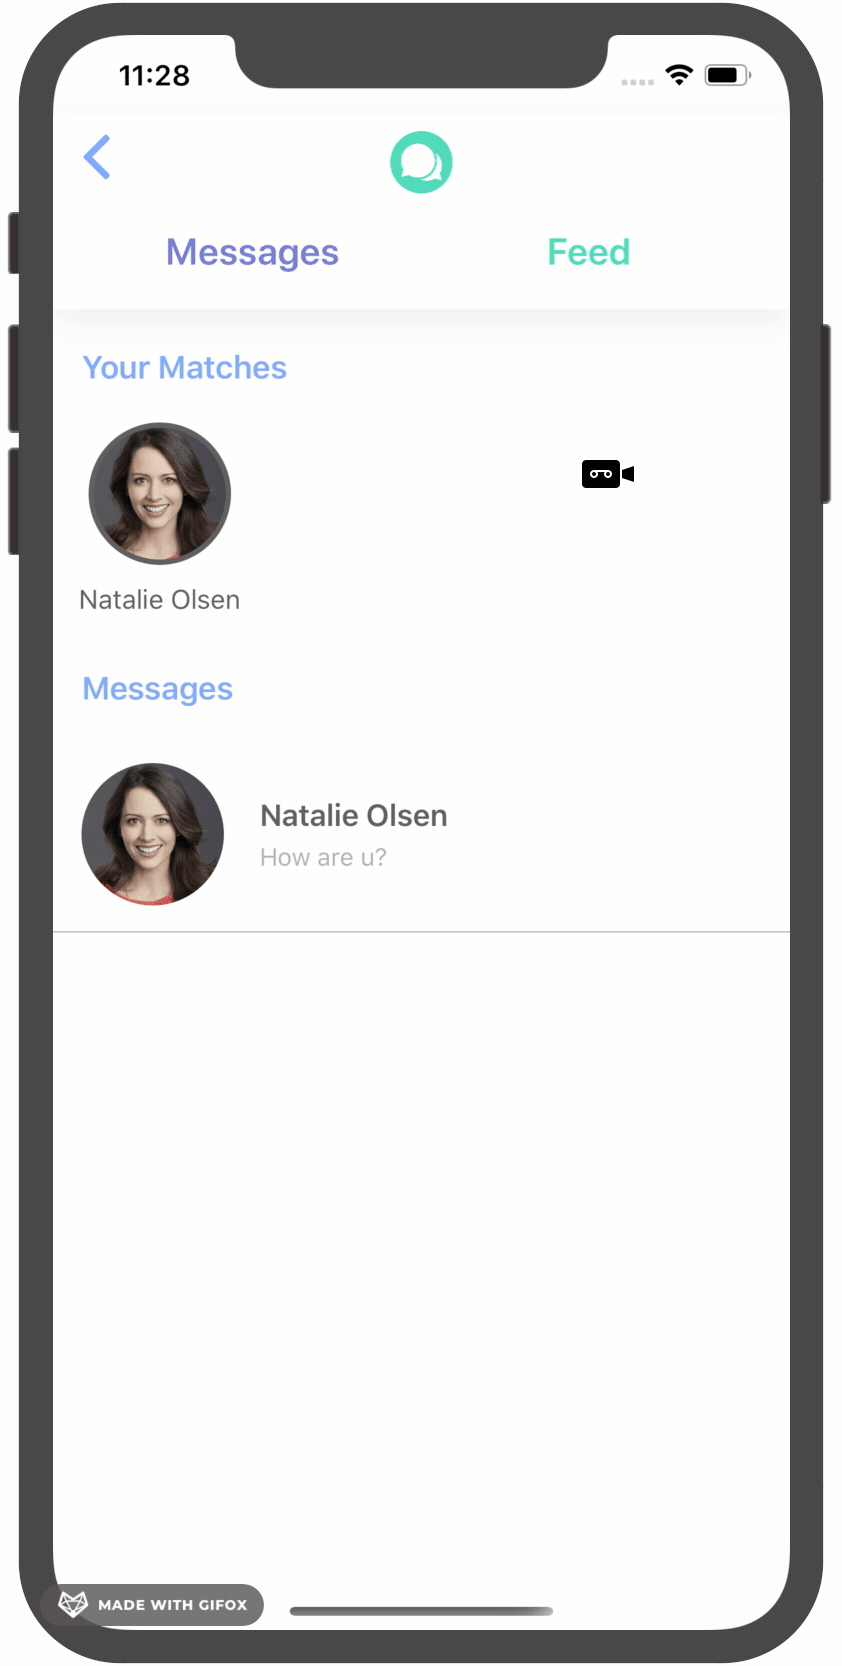 11:28
Messages
Feed
Your Matches
Natalie Olsen
Messages
Natalie Olsen
How are u?
MADE WITH GIFOX